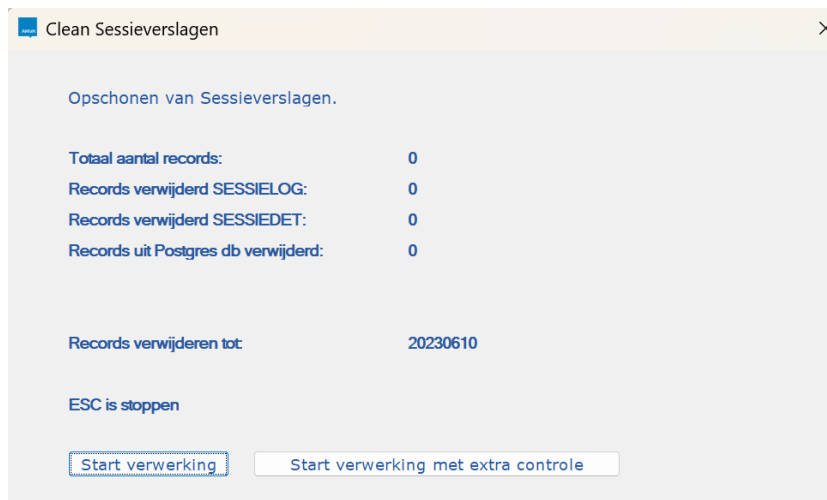 Clean Sessieverslagen
Opschonen van Sessieverslagen.
Totaal aantal records: 0
Records verwijderd SESSIELOG: 0
Records verwijderd SESSIEDET: 0
Records uit Postgres db verwijderd: 0
Records verwijderen tot: 20230610
ESC is stoppen
Start verwerking Start verwerking met extra controle